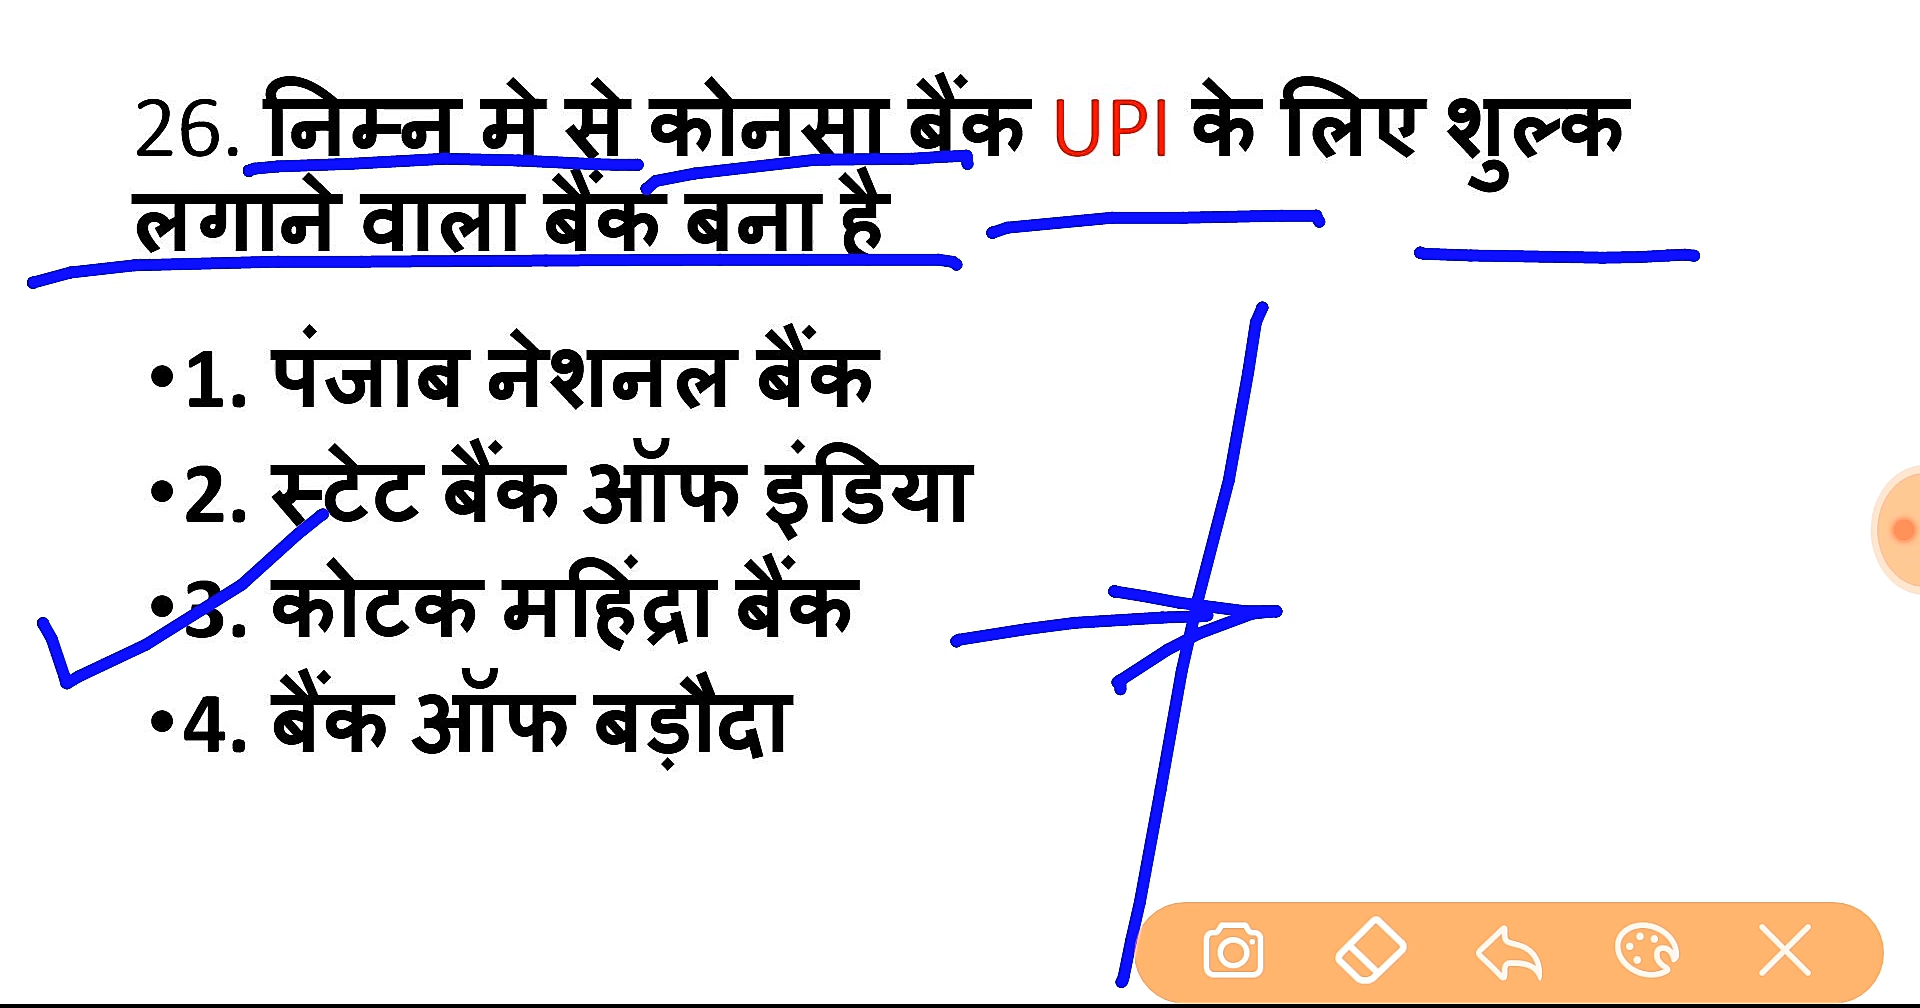 26. निम्न मे से कोनसा बैंक UPI के लिए शुल्क
लगाने वाला बैंक बना है
•1. पंजाब नेशनल बैंक
•2. स्टेट बैंक ऑफ इंडिया
•3. कोटक महिंद्रा बैंक
•4. बैंक ऑफ बड़ौदा